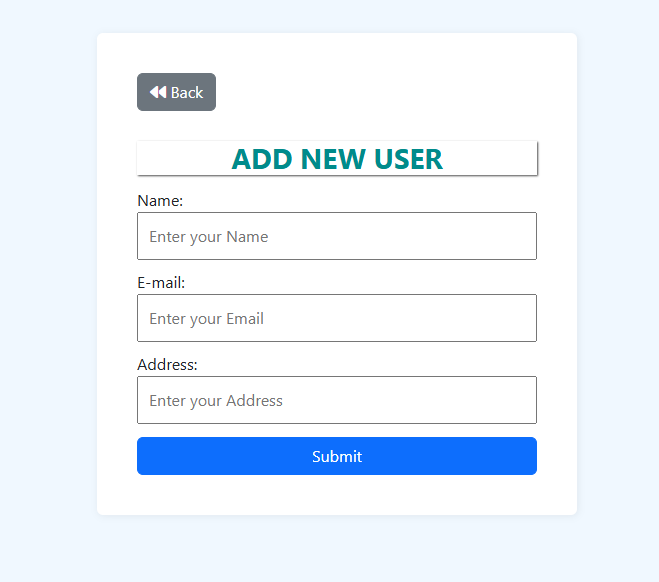 Back
ADD NEW USER
Name:
Enter your Name
E-mail:
Enter your Email
Address:
Enter your Address
Submit